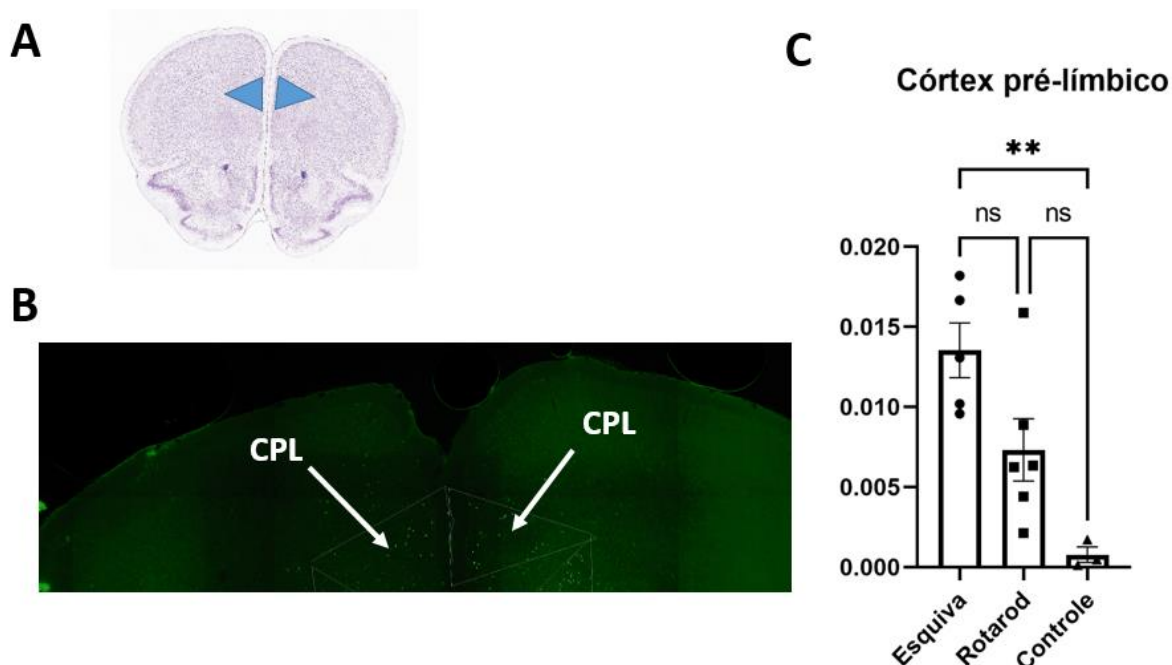 A
B
CPL
CPL
C
Córtex pré-límbico
**
ns
ns
0.020
0.015
0.010
0.005
0.000
Esquiva
Rotarod
Controle